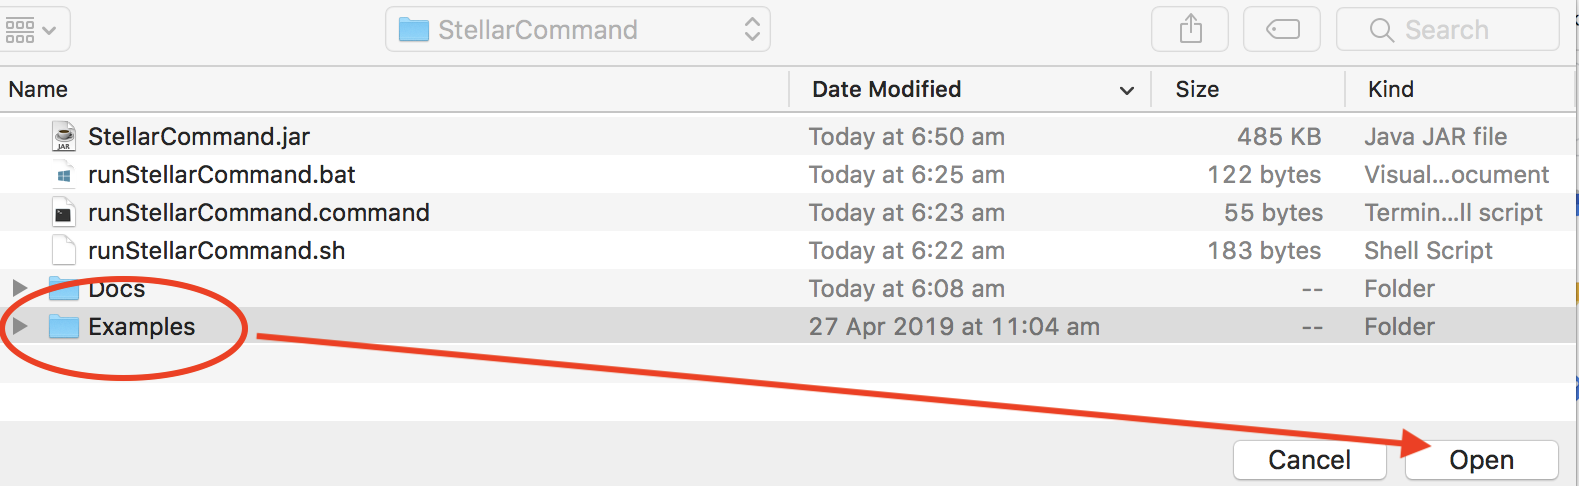 StellarCommand
Search
Name Date Modified Size Kind
StellarCommand.jar Today at 6:50 am 485 KB Java JAR file
runStellarCommand.bat Today at 6:25 am 122 bytes Visual...ocument
runStellarCommand.command Today at 6:23 am 55 bytes Termin...ll script
runStellarCommand.sh Today at 6:22 am 183 bytes Shell Script
Docs Today at 6:08 am -- Folder
Examples 27 Apr 2019 at 11:04 am -- Folder
Cancel Open